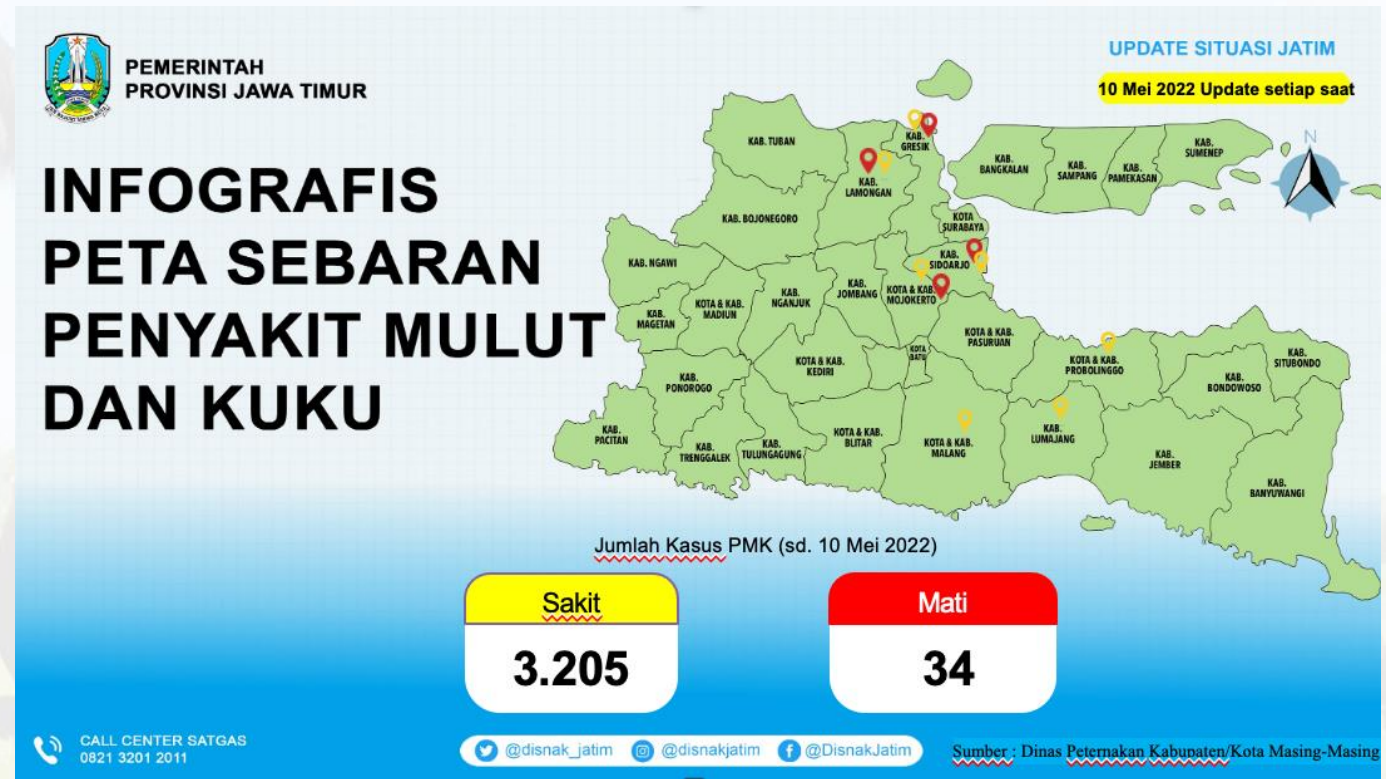 PEMERINTAH
PROVINSI JAWA TIMUR
UPDATE SITUASI JATIM
10 Mei 2022 Update setiap saat
INFOGRAFIS
PETA SEBARAN
PENYAKIT MULUT
DAN KUKU
N
KAB. TUBAN
KAB.
GRESIK
KAB.
LAMONGAN
KAB. BOJONEGORO
KAB.
BANGKALAN
KAB.
SAMPANG
KAB.
PAMEKASAN
KAB.
SUMENEP
KOTA
SURABAYA
KAB.
SIDOARJO
KAB. NGAWI
KAB.
MAGETAN
KOTA & KAB.
MADIUN
KAB.
NGANJUK
KAB.
JOMBANG
KOTA & KAB.
MOJOKERTO
KOTA & KAB.
PASURUAN
KOTA
BATU
KOTA & KAB.
KEDIRI
KAB.
PONOROGO
KOTA & KAB.
PROBOLINGGO
KAB.
SITUBONDO
KAB.
BONDOWOSO
KAB.
PACITAN
KAB.
TRENGGALEK
KAB.
TULUNGAGUNG
KOTA & KAB.
BLITAR
KOTA & KAB.
MALANG
KAB.
LUMAJANG
KAB.
JEMBER
KAB.
BANYUWANGI
Jumlah Kasus PMK (sd. 10 Mei 2022)
Sakit
3.205
Mati
34
CALL CENTER SATGAS
0821 3201 2011
@disnak_jatim @disnakjatim @DisnakJatim
Sumber : Dinas Peternakan Kabupaten/Kota Masing-Masing